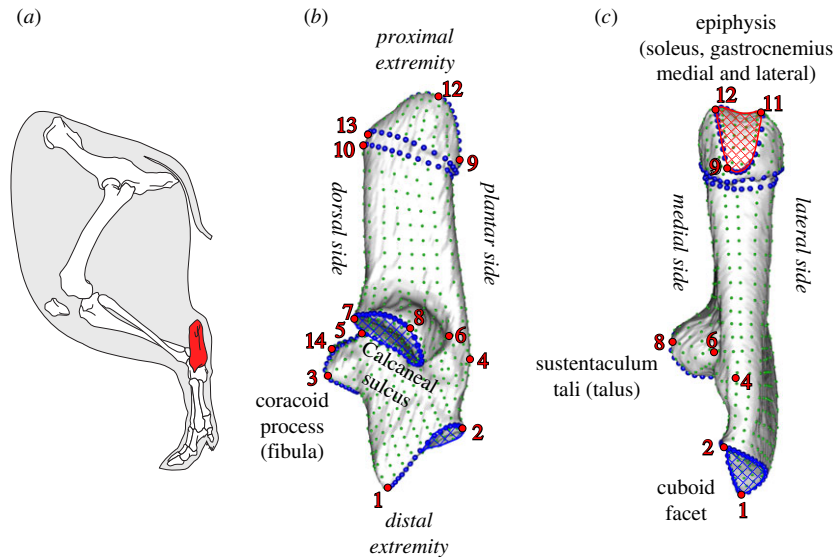 (a)
(b)
proximal
extremity
12
13
10
9
dorsal side
plantar side
7
8
5
6
14
4
3
Calcaneal
sulcus
coracoid
process
(fibula)
2
1
distal
extremity
(c)
epiphysis
(soleus, gastrocnemius
medial and lateral)
12
11
9
medial side
lateral side
8
6
sustentaculum
tali (talus)
4
2
cuboid
facet
1